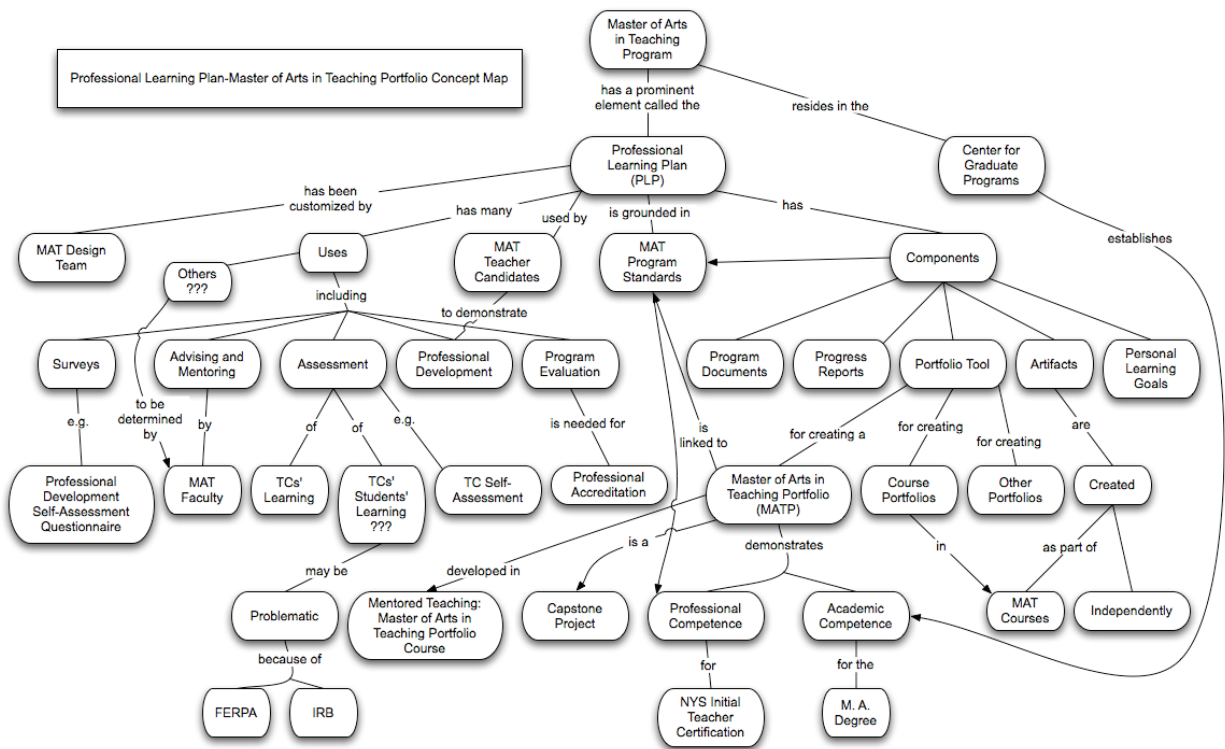 Master of Arts
in Teaching
Program
Professional Learning Plan-Master of Arts in Teaching Portfolio Concept Map
has a prominent
element called the
resides in the
Professional
Learning Plan
(PLP)
Center for
Graduate
Programs
has been
customized by
has many
used by
is grounded in
has
establishes
MAT Design
Team
Uses
MAT
Teacher
Candidates
MAT
Program
Standards
Components
Others
???
including
to demonstrate
Surveys
Advising and
Mentoring
Assessment
Professional
Development
Program
Evaluation
Program
Documents
Progress
Reports
Portfolio Tool
Artifacts
Personal
Learning
Goals
e.g.
to be
determined
by
by
of
of
e.g.
is needed for
is
linked to
for creating a
for creating
for creating
are
Professional
Development
Self-Assessment
Questionnaire
MAT
Faculty
TCs'
Learning
TCs'
Students'
Learning
???
TC Self-
Assessment
Professional
Accreditation
Master of Arts in
Teaching Portfolio
(MATP)
Course
Portfolios
Other
Portfolios
Created
may be
developed in
is a
demonstrates
in
as part of
Problematic
Mentored Teaching:
Master of Arts in
Teaching Portfolio
Course
Capstone
Project
Professional
Competence
Academic
Competence
MAT
Courses
Independently
because of
for
for the
FERPA
IRB
NYS Initial
Teacher
Certification
M. A.
Degree